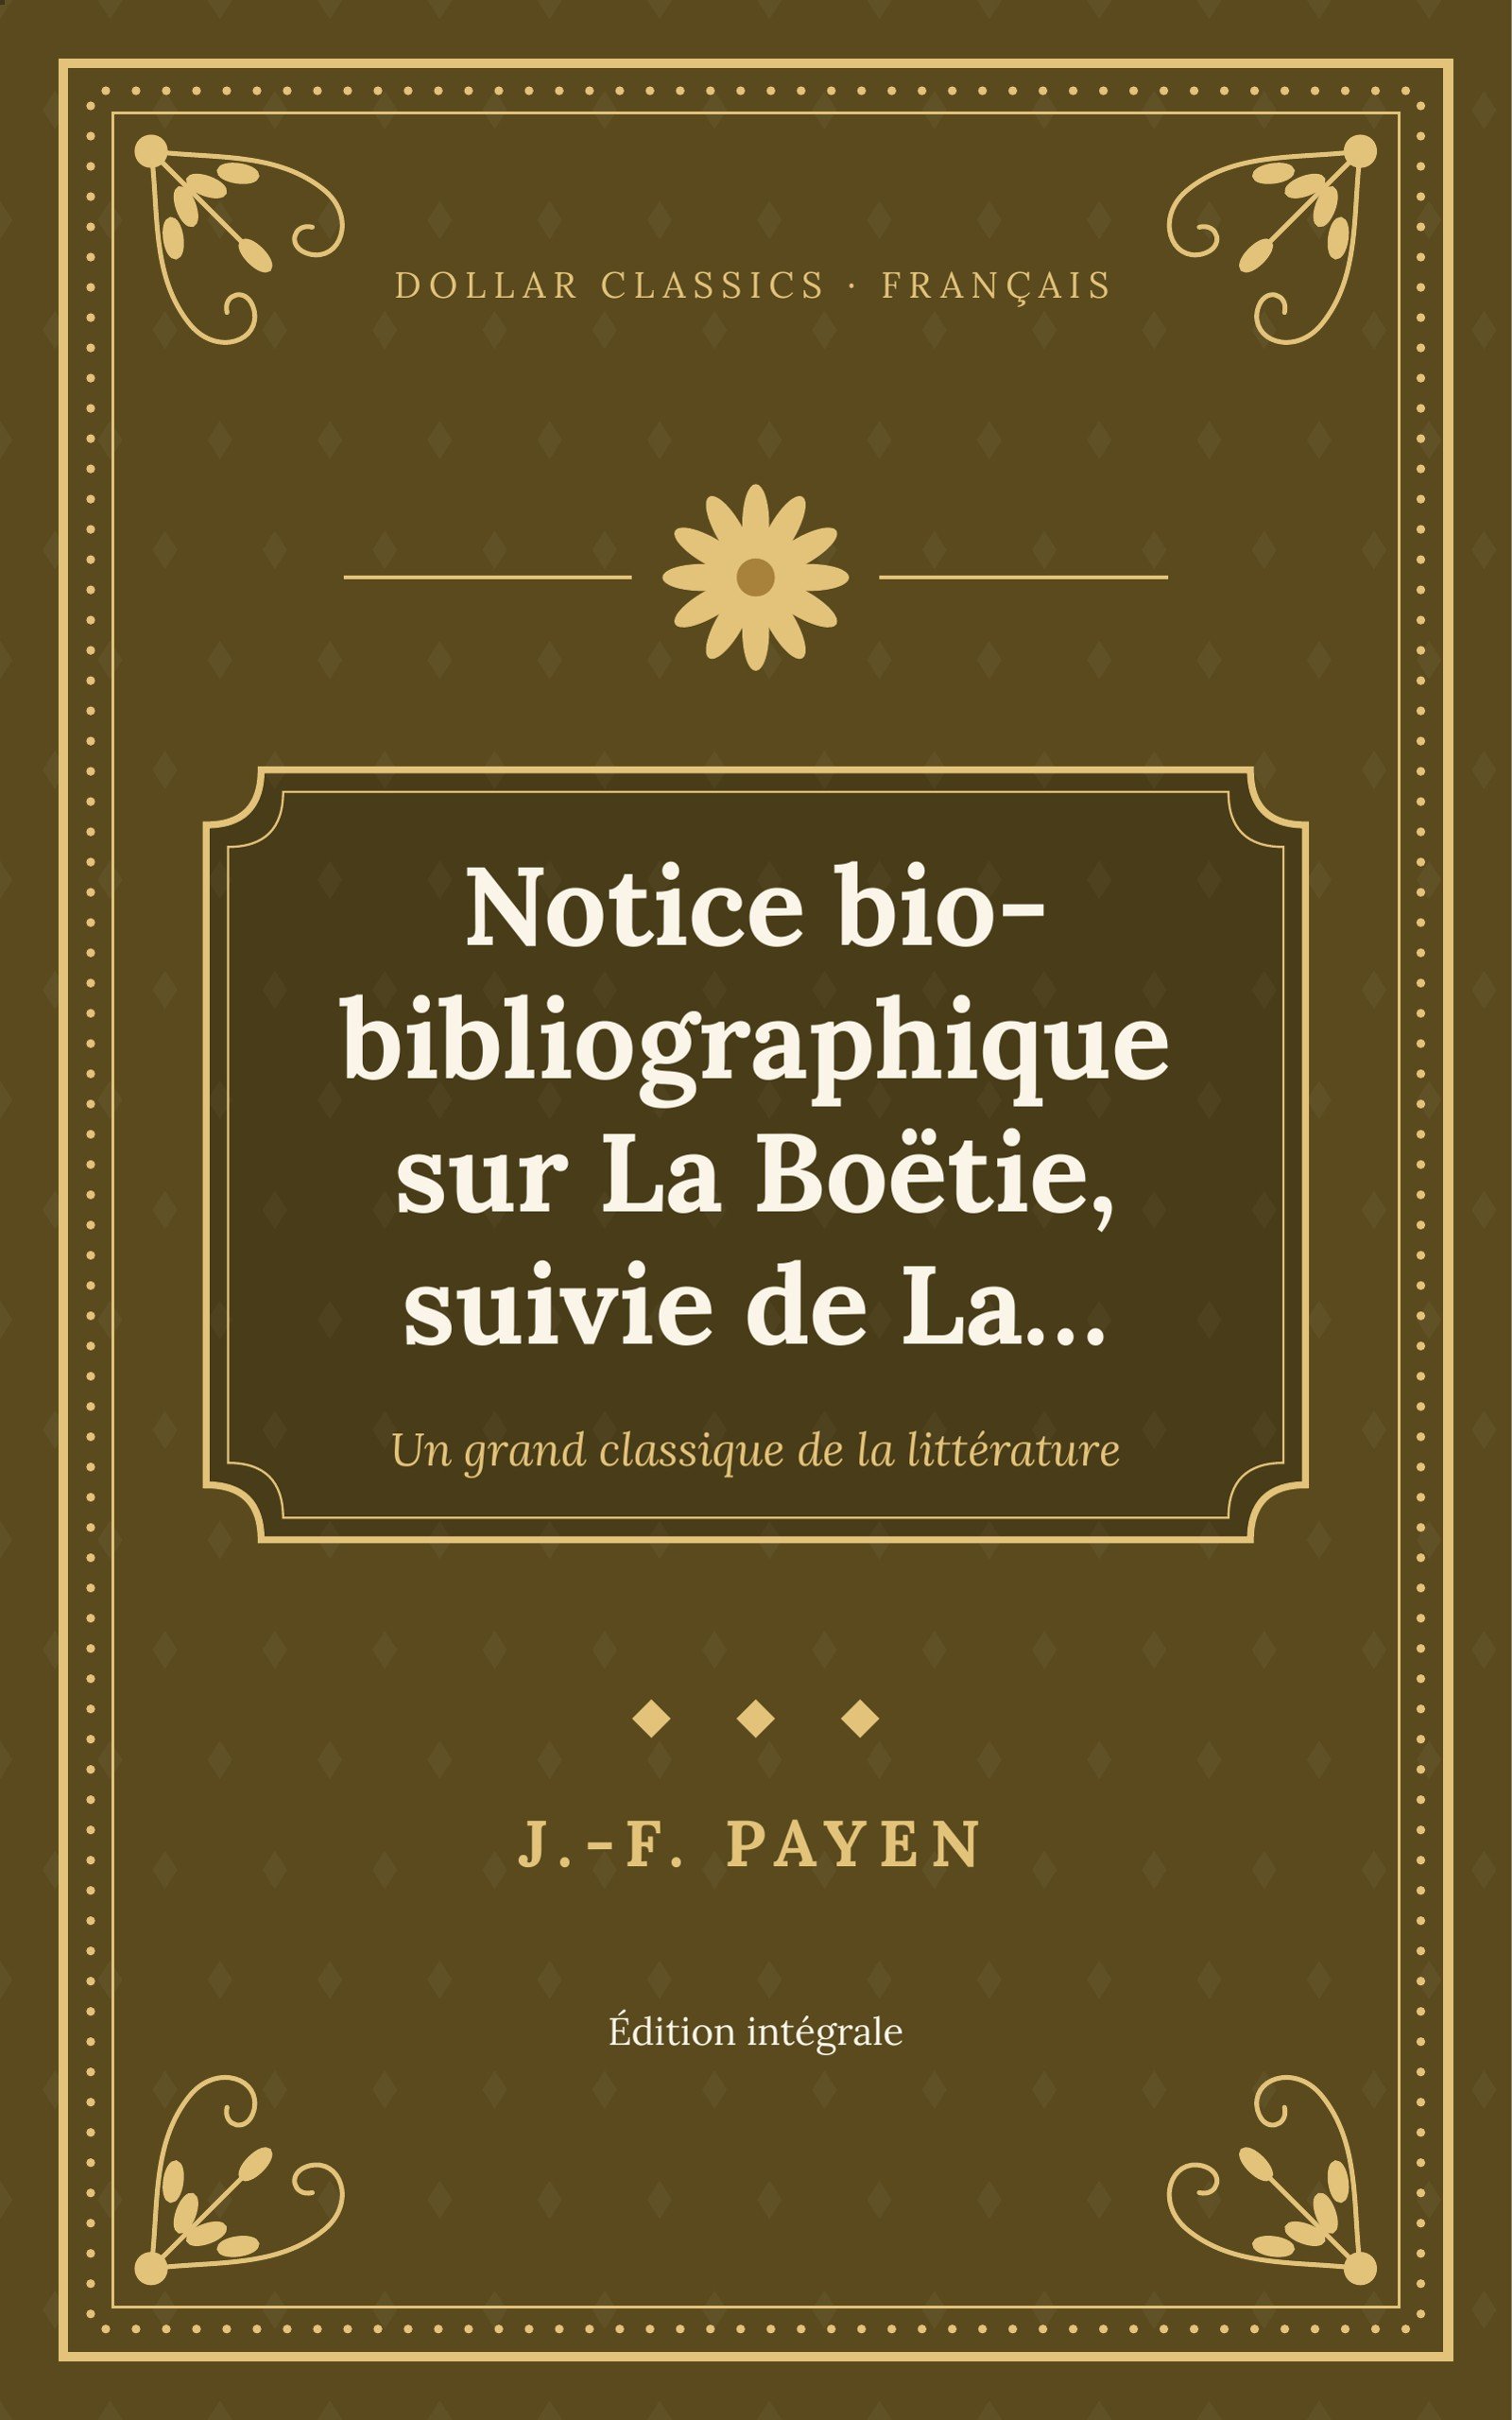 DOLLAR CLASSICS · FRANÇAIS
Notice bio-
bibliographique
sur La Boëtie,
suivie de La...
Un grand classique de la littérature
J.-F. PAYEN
Édition intégrale